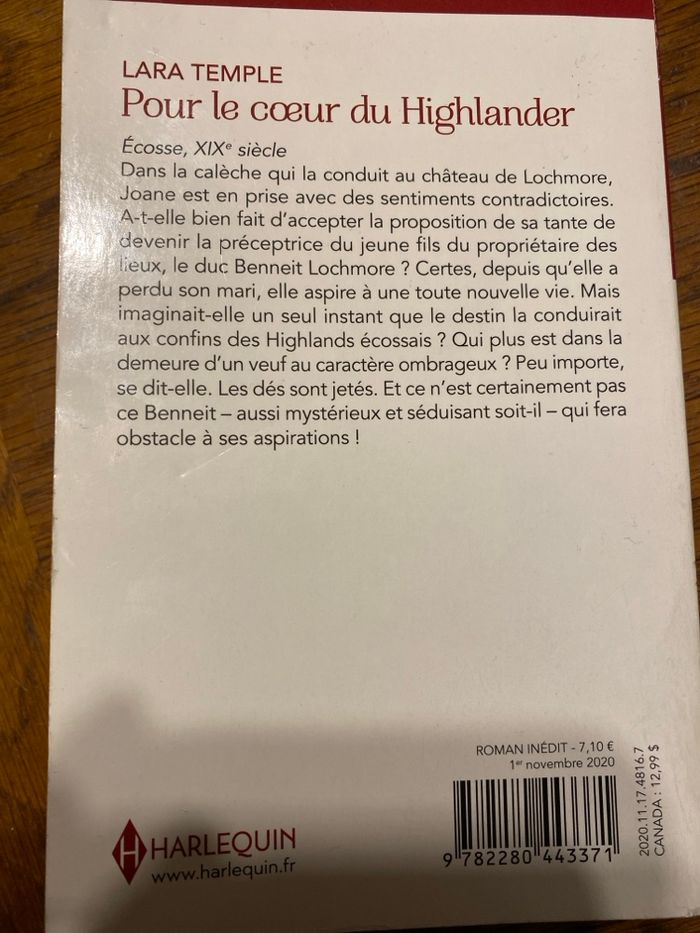 LARA TEMPLE
Pour le cœur du Highlander
Écosse, XIXᵉ siècle
Dans la calèche qui la conduit au château de Lochmore,
Joane est en prise avec des sentiments contradictoires.
A-t-elle bien fait d'accepter la proposition de sa tante de
devenir la préceptrice du jeune fils du propriétaire des
lieux, le duc Benneit Lochmore ? Certes, depuis qu'elle a
perdu son mari, elle aspire à une toute nouvelle vie. Mais
imaginait-elle un seul instant que le destin la conduirait
aux confins des Highlands écossais ? Qui plus est dans la
demeure d'un veuf au caractère ombrageux ? Peu importe,
se dit-elle. Les dés sont jetés. Et ce n'est certainement pas
ce Benneit – aussi mystérieux et séduisant soit-il – qui fera
obstacle à ses aspirations !
ROMAN INÉDIT - 7,10 €
1ᵉʳ novembre 2020
9 782280 443371
2020.11.17.4816.7
CANADA : 12,99 $
H HARLEQUIN
www.harlequin.fr